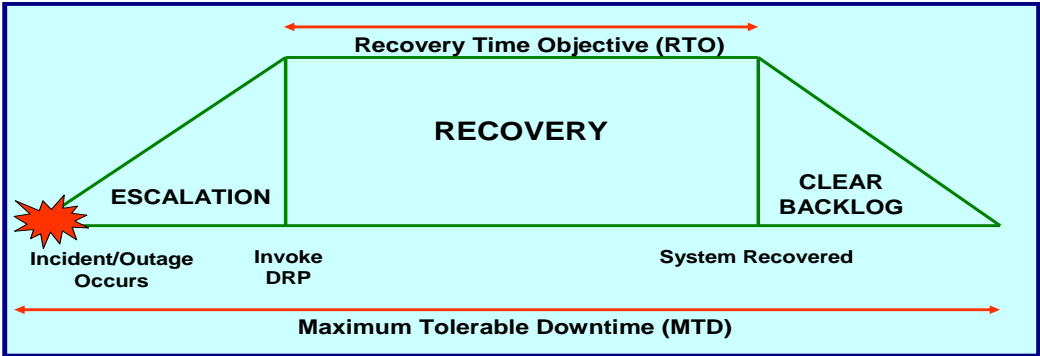 Recovery Time Objective (RTO)
RECOVERY
ESCALATION
CLEAR
BACKLOG
Incident/Outage
Occurs
Invoke
DRP
System Recovered
Maximum Tolerable Downtime (MTD)